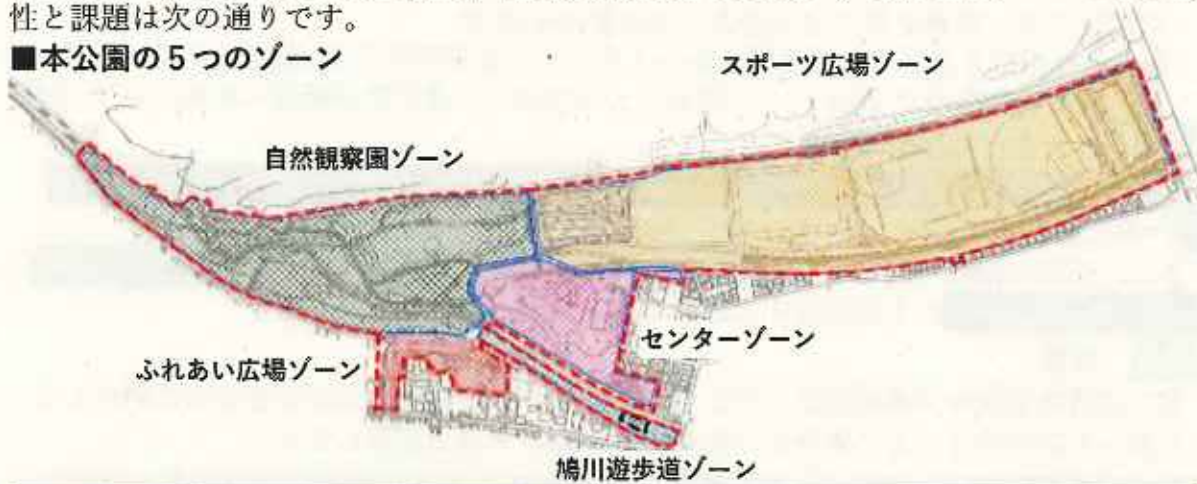 性と課題は次の通りです。
■本公園の5つのゾーン
スポーツ広場ゾーン
自然観察園ゾーン
センターゾーン
ふれあい広場ゾーン
鳩川遊歩道ゾーン